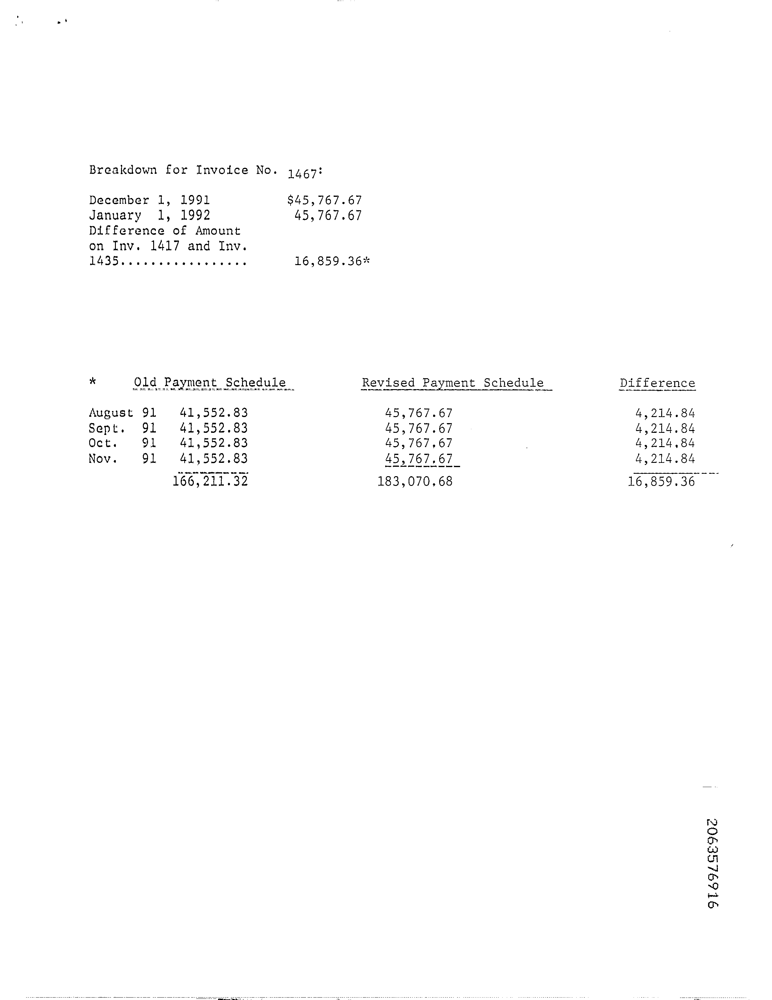 Breakdown for Invoice No. 1467:
December 1, 1991 $45,767.67
January 1, 1992 45,767.67
Difference of Amount
on Inv. 1417 and Inv.
1435................. 16,859.36*
* Old Payment Schedule Revised Payment Schedule Difference
August 91 41,552.83 45,767.67 4,214.84
Sept. 91 41,552.83 45,767.67 4,214.84
Oct. 91 41,552.83 45,767.67 4,214.84
Nov. 91 41,552.83 45,767.67 4,214.84
166,211.32 183,070.68 16,859.36
2063576916